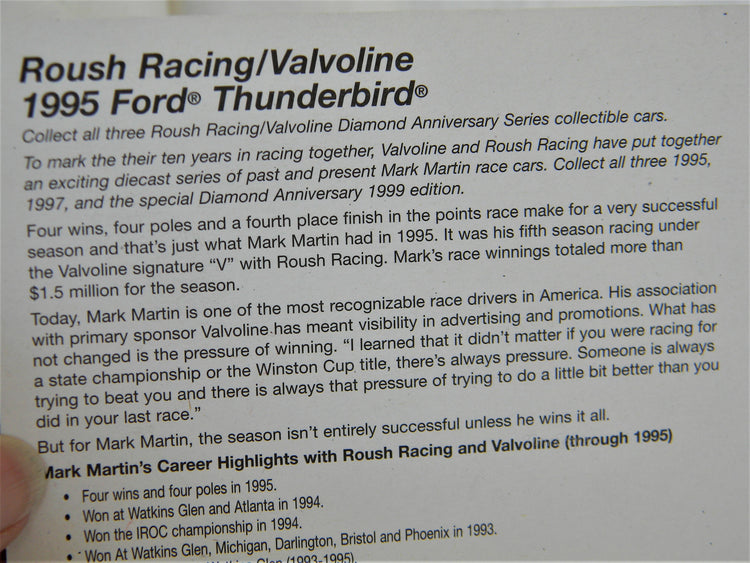 Roush Racing/Valvoline
1995 Ford® Thunderbird®
Collect all three Roush Racing/Valvoline Diamond Anniversary Series collectible cars.
To mark the their ten years in racing together, Valvoline and Roush Racing have put together
an exciting diecast series of past and present Mark Martin race cars. Collect all three 1995,
1997, and the special Diamond Anniversary 1999 edition.
Four wins, four poles and a fourth place finish in the points race make for a very successful
season and that's just what Mark Martin had in 1995. It was his fifth season racing under
the Valvoline signature “V” with Roush Racing. Mark's race winnings totaled more than
$1.5 million for the season.
Today, Mark Martin is one of the most recognizable race drivers in America. His association
with primary sponsor Valvoline has meant visibility in advertising and promotions. What has
not changed is the pressure of winning. “I learned that it didn't matter if you were racing for
a state championship or the Winston Cup title, there's always pressure. Someone is always
trying to beat you and there is always that pressure of trying to do a little bit better than you
did in your last race.”
But for Mark Martin, the season isn't entirely successful unless he wins it all.
Mark Martin's Career Highlights with Roush Racing and Valvoline (through 1995)
• Four wins and four poles in 1995.
• Won at Watkins Glen and Atlanta in 1994.
• Won the IROC championship in 1994.
• Won At Watkins Glen, Michigan, Darlington, Bristol and Phoenix in 1993.
Watkins Glen (1993-1995).